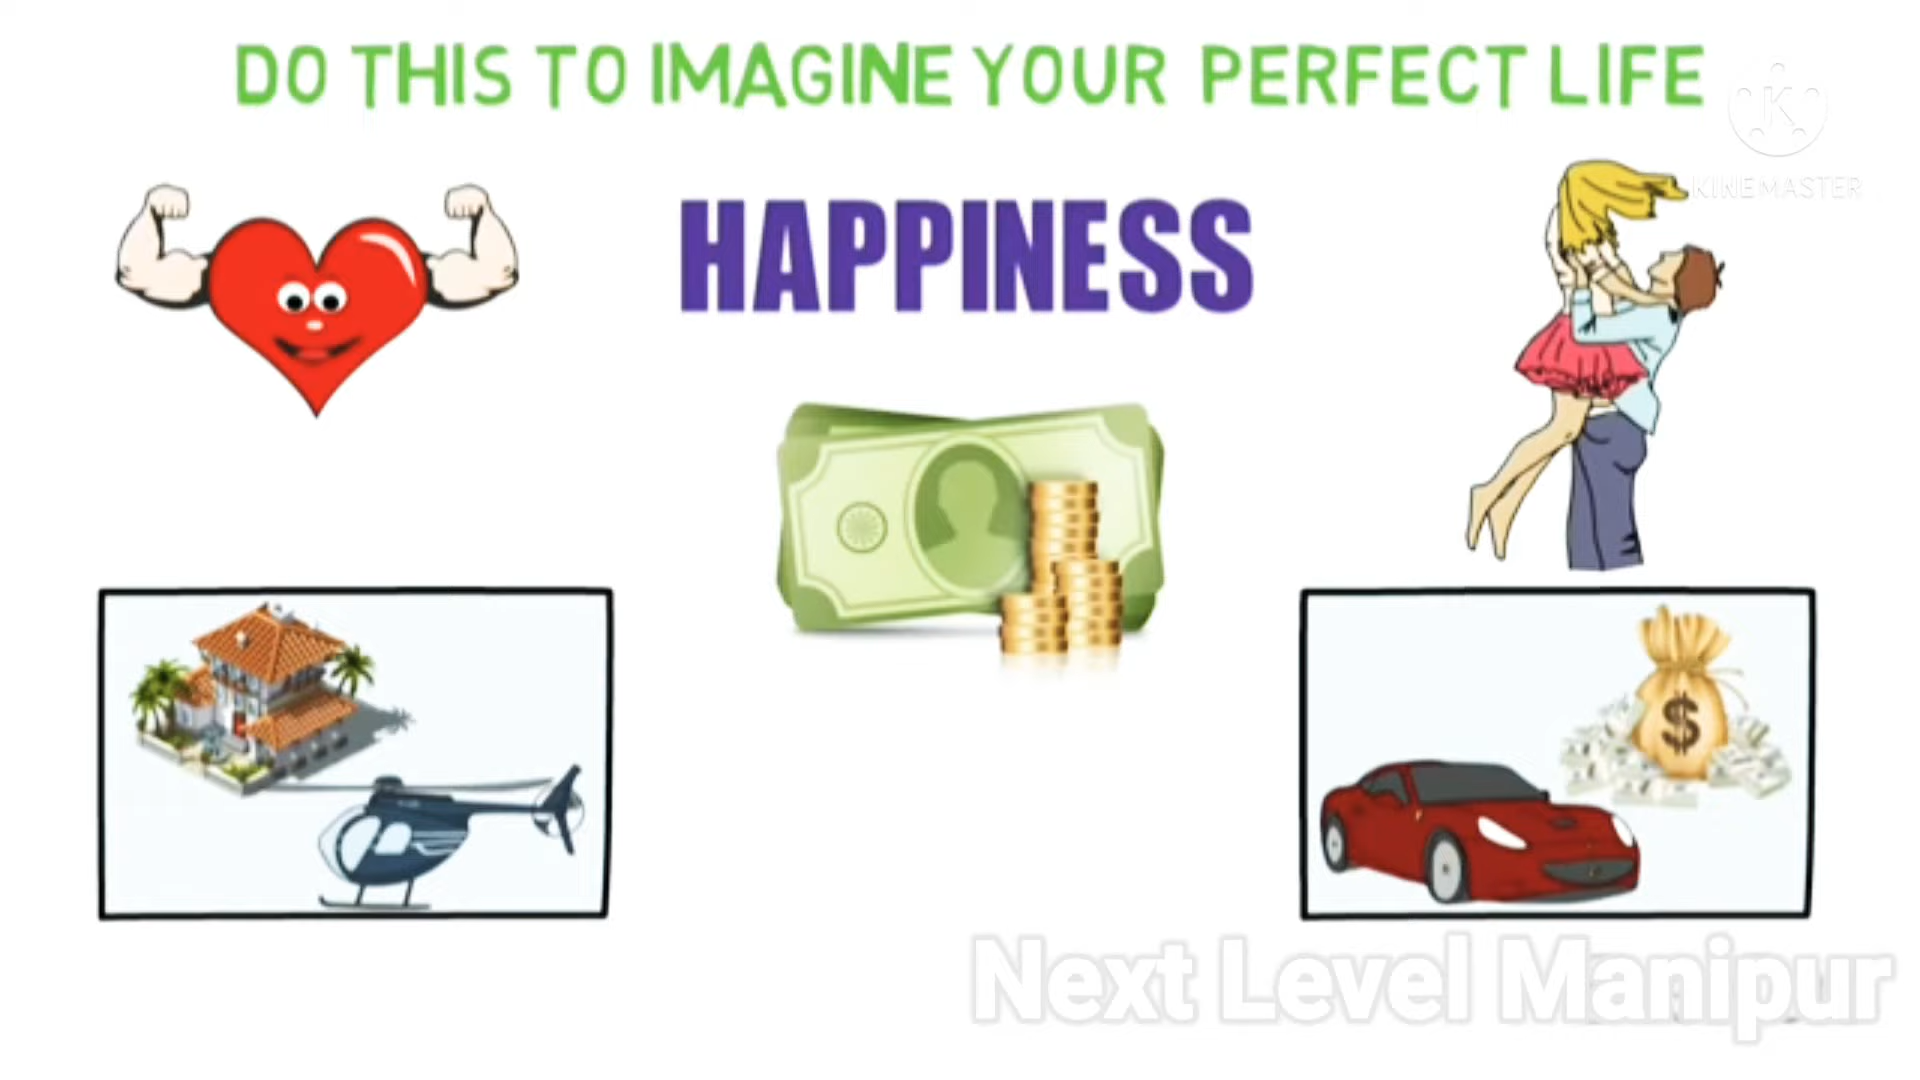 DO THIS TO IMAGINE YOUR PERFECT LIFE
K
KINEMASTER
HAPPINESS
$
Next Level Manipur